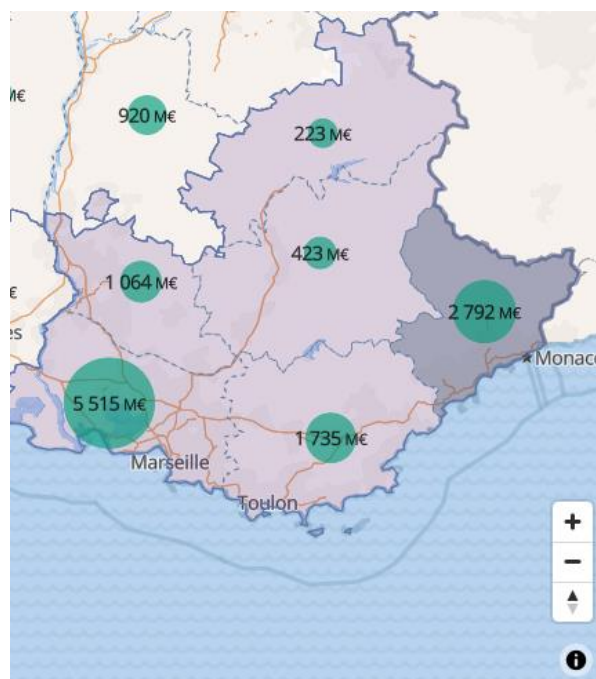 M€
920 M€
223 M€
423 M€
1 064 M€
€
2 792 M€
es
Monaco
5 515 M€
1 735 M€
Marseille
Toulon